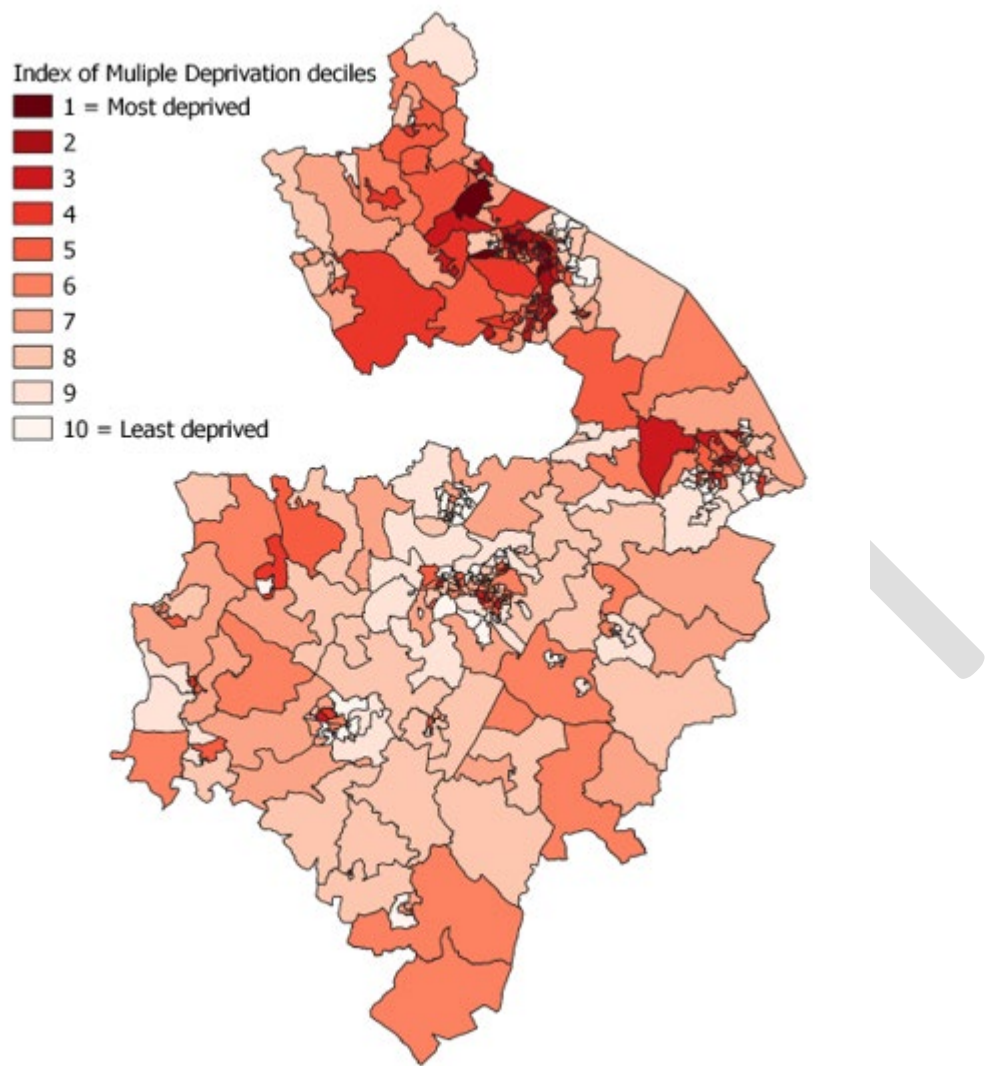 Index of Muliple Deprivation deciles
1 = Most deprived
2
3
4
5
6
7
8
9
10 = Least deprived